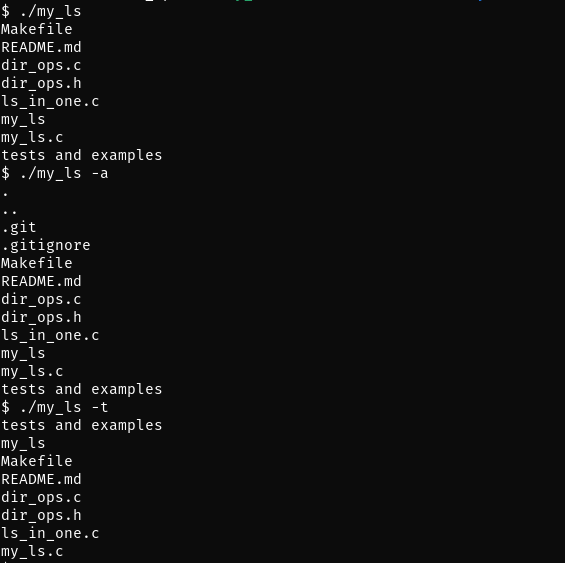 $ ./my_ls
Makefile
README.md
dir_ops.c
dir_ops.h
ls_in_one.c
my_ls
my_ls.c
tests and examples
$ ./my_ls -a
.
..
.git
.gitignore
Makefile
README.md
dir_ops.c
dir_ops.h
ls_in_one.c
my_ls
my_ls.c
tests and examples
$ ./my_ls -t
tests and examples
my_ls
Makefile
README.md
dir_ops.c
dir_ops.h
ls_in_one.c
my_ls.c